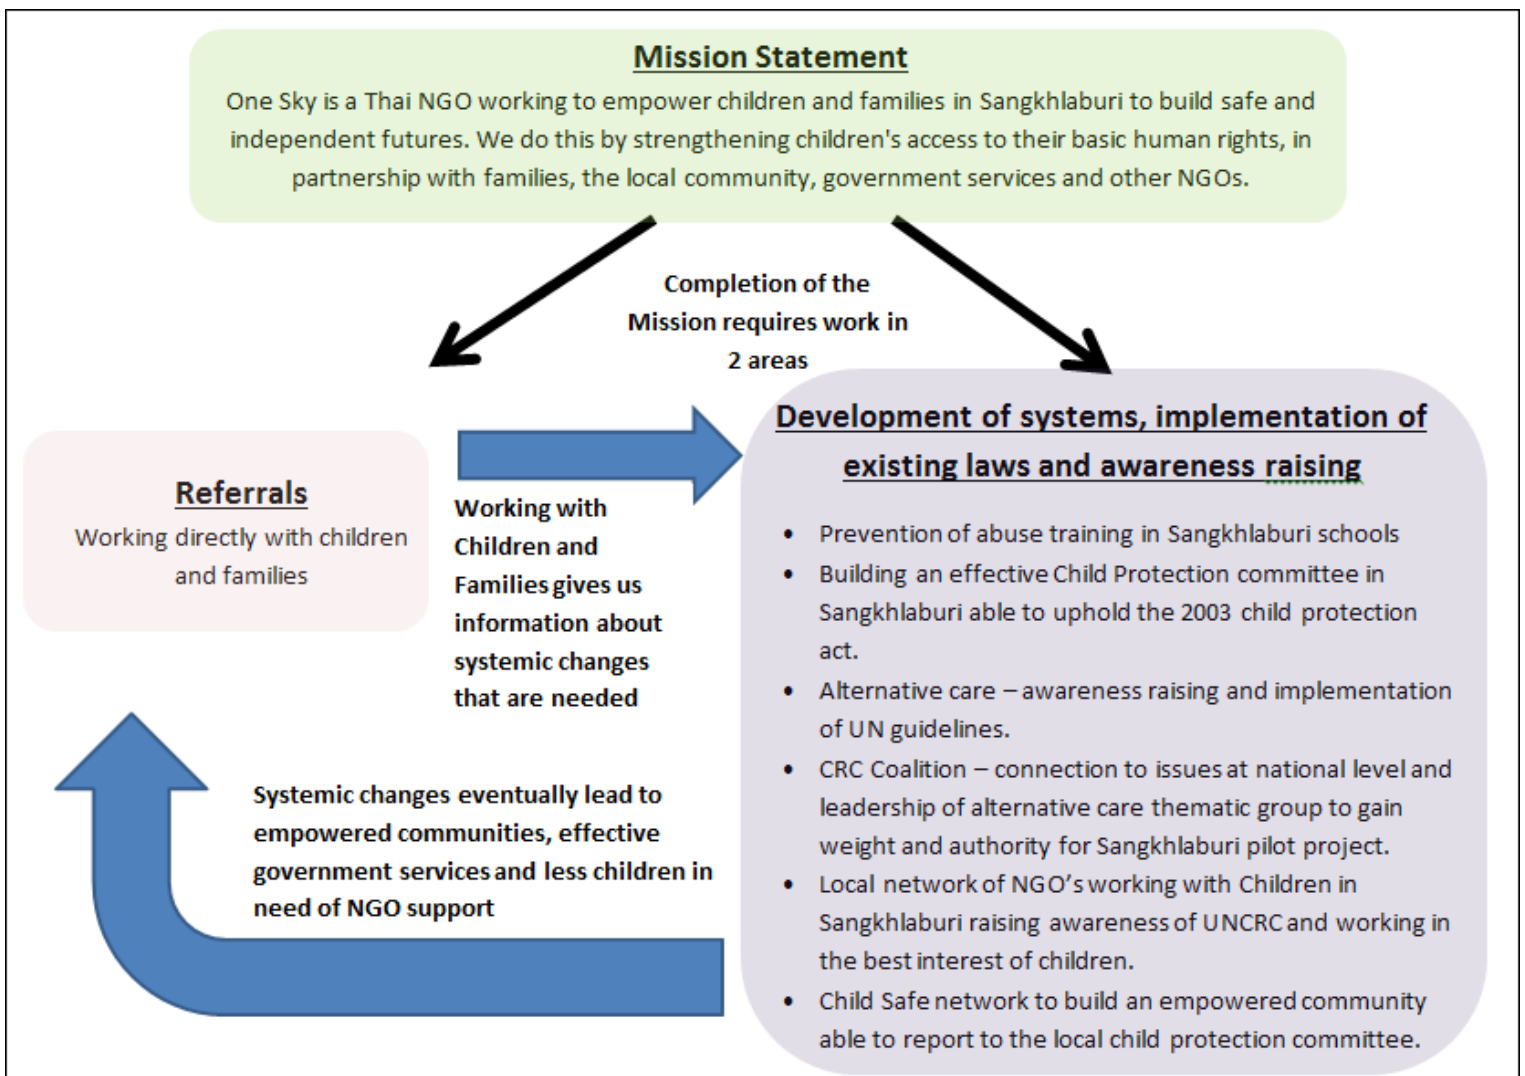 Mission Statement
One Sky is a Thai NGO working to empower children and families in Sangkhlaburi to build safe and
independent futures. We do this by strengthening children's access to their basic human rights, in
partnership with families, the local community, government services and other NGOs.
Completion of the
Mission requires work in
2 areas
Referrals
Working directly with children
and families
Working with
Children and
Families gives us
information about
systemic changes
that are needed
Development of systems, implementation of
existing laws and awareness raising
• Prevention of abuse training in Sangkhlaburi schools
• Building an effective Child Protection committee in
Sangkhlaburi able to uphold the 2003 child protection
act.
• Alternative care – awareness raising and implementation
of UN guidelines.
• CRC Coalition – connection to issues at national level and
leadership of alternative care thematic group to gain
weight and authority for Sangkhlaburi pilot project.
• Local network of NGO’s working with Children in
Sangkhlaburi raising awareness of UNCRC and working in
the best interest of children.
• Child Safe network to build an empowered community
able to report to the local child protection committee.
Systemic changes eventually lead to
empowered communities, effective
government services and less children in
need of NGO support